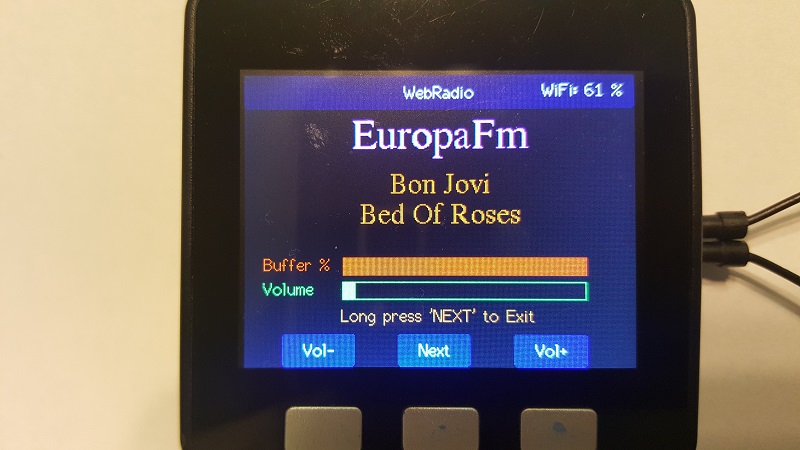 WebRadio WiFi: 61 %
EuropaFm
Bon Jovi
Bed Of Roses
Buffer %
Volume
Long press 'NEXT' to Exit
Vol- Next Vol+